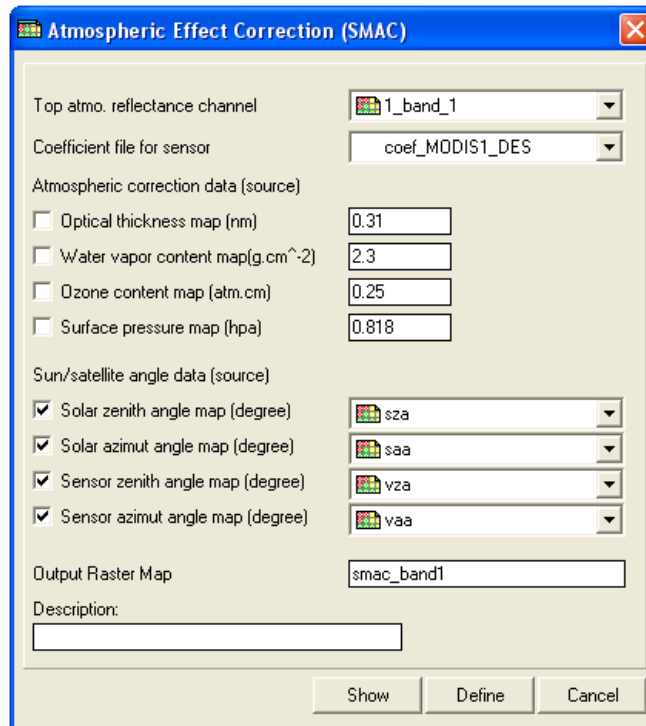 Atmospheric Effect Correction (SMAC)
Top atmo. reflectance channel 1_band_1
Coefficient file for sensor coef_MODIS1_DES
Atmospheric correction data (source)
Optical thickness map (nm) 0.31
Water vapor content map(g.cm^-2) 2.3
Ozone content map (atm.cm) 0.25
Surface pressure map (hpa) 0.818
Sun/satellite angle data (source)
Solar zenith angle map (degree) sza
Solar azimut angle map (degree) saa
Sensor zenith angle map (degree) vza
Sensor azimut angle map (degree) vaa
Output Raster Map smac_band1
Description:
Show Define Cancel